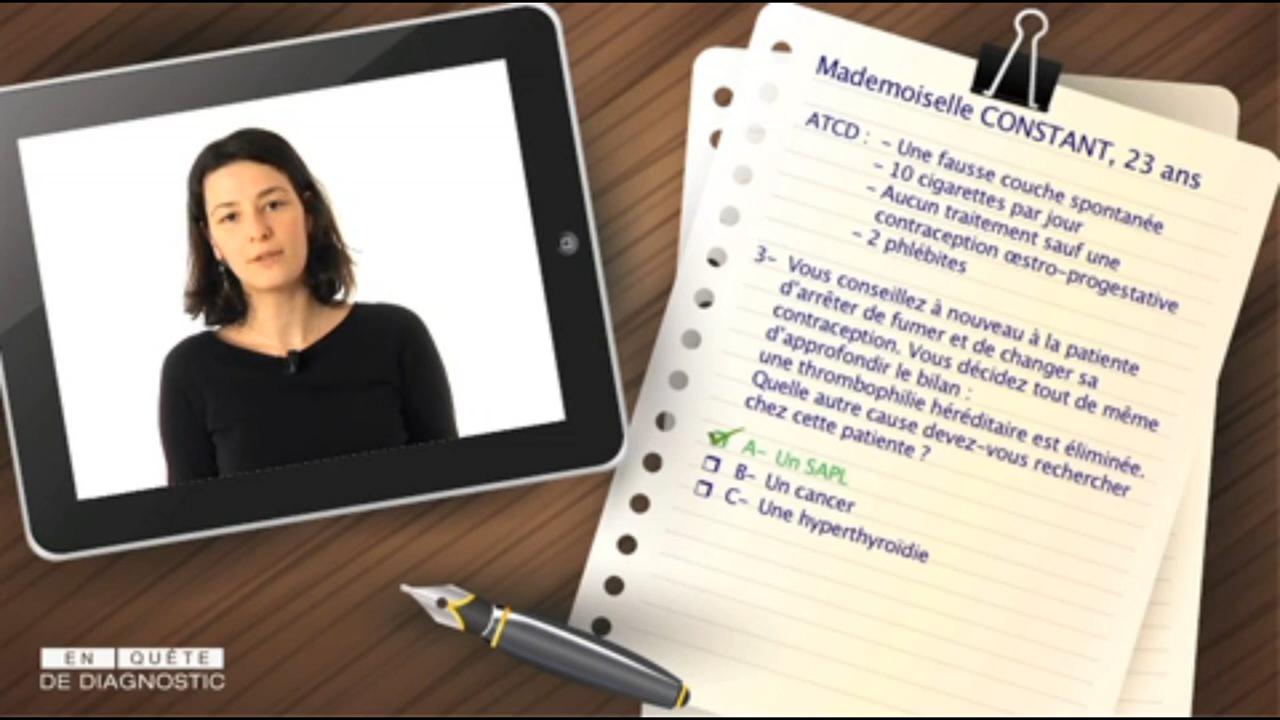 Mademoiselle CONSTANT, 23 ans
ATCD : - Une fausse couche spontanée
- 10 cigarettes par jour
- Aucun traitement sauf une
contraception œstro-progestative
- 2 phlébites
3- Vous conseillez à nouveau à la patiente
d'arrêter de fumer et de changer sa
contraception. Vous décidez tout de même
d'approfondir le bilan :
une thrombophilie héréditaire est éliminée.
Quelle autre cause devez-vous rechercher
chez cette patiente ?
A- Un SAPL
B- Un cancer
C- Une hyperthyroïdie
EN QUÊTE
DE DIAGNOSTIC